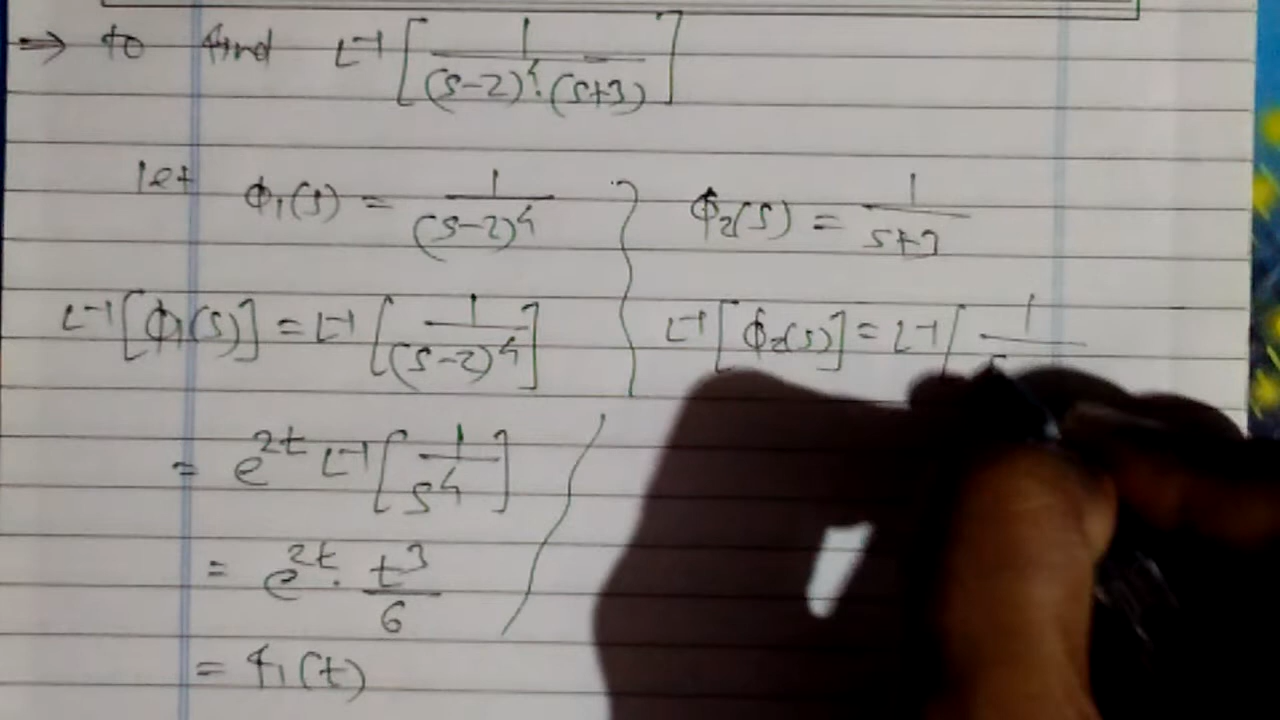 ⇒ to find L⁻¹[1/((s-2)⁴·(s+3))]
let φ₁(s) = 1/(s-2)⁴
φ₂(s) = 1/(s+3)
L⁻¹[φ₁(s)] = L⁻¹[1/(s-2)⁴]
L⁻¹[φ₂(s)] = L⁻¹[1/
= e^{2t} L⁻¹[1/s⁴]
= e^{2t} · t³/6
= f₁(t)